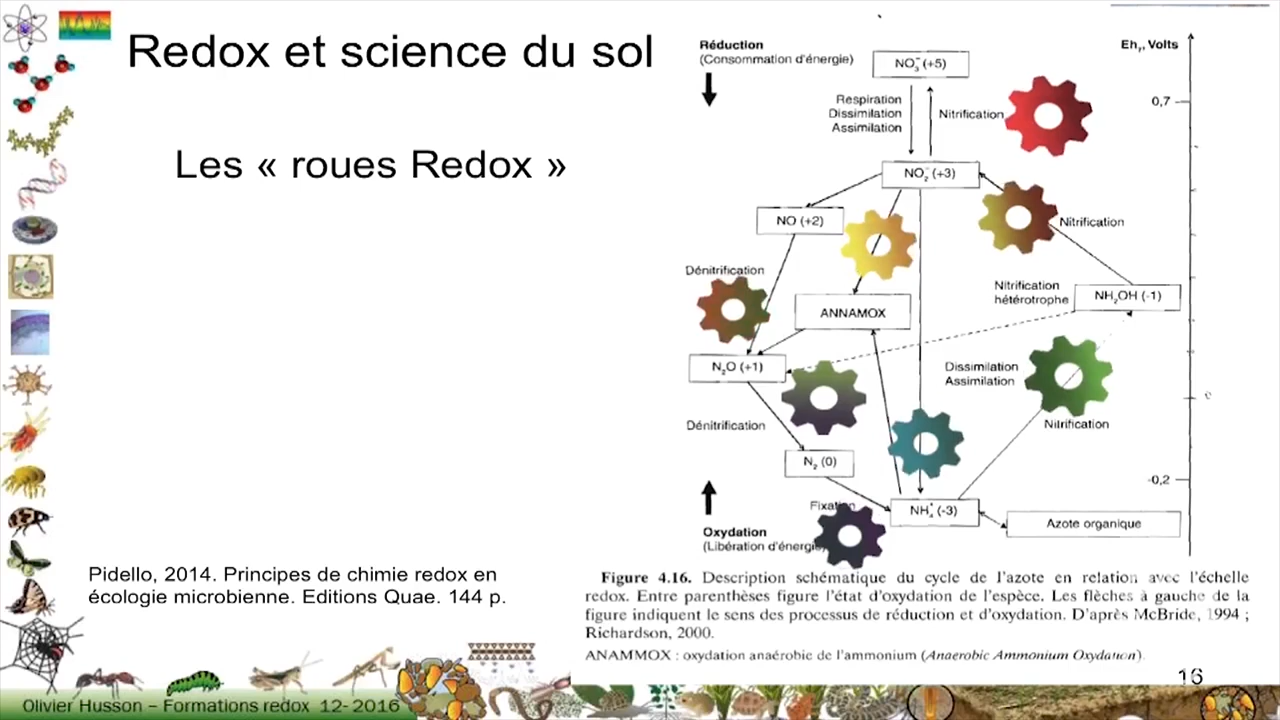 Redox et science du sol
Les « roues Redox »
Réduction
(Consommation d'énergie)
Eh₇, Volts
NO₃⁻ (+5)
0,7
Respiration
Dissimilation
Assimilation
Nitrification
NO₂⁻ (+3)
NO (+2)
Nitrification
Dénitrification
Nitrification
hétérotrophe
NH₂OH (-1)
ANNAMOX
N₂O (+1)
Dissimilation
Assimilation
Dénitrification
Nitrification
N₂ (0)
-0,2
Fixation
NH₄⁺ (-3)
Azote organique
Oxydation
(Libération d'énergie)
Pidello, 2014. Principes de chimie redox en
écologie microbienne. Editions Quae. 144 p.
Figure 4.16. Description schématique du cycle de l'azote en relation avec l'échelle
redox. Entre parenthèses figure l'état d'oxydation de l'espèce. Les flèches à gauche de la
figure indiquent le sens des processus de réduction et d'oxydation. D'après McBride, 1994 ;
Richardson, 2000.
ANAMMOX : oxydation anaérobie de l'ammonium (Anaerobic Ammonium Oxydation).
16
Olivier Husson – Formations redox 12- 2016